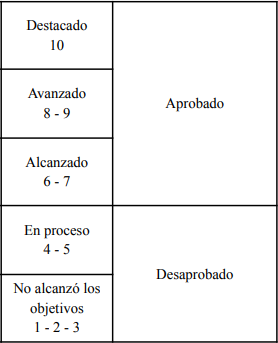 Destacado
10
Avanzado
8 - 9
Alcanzado
6 - 7
Aprobado
En proceso
4 - 5
No alcanzó los
objetivos
1 - 2 - 3
Desaprobado